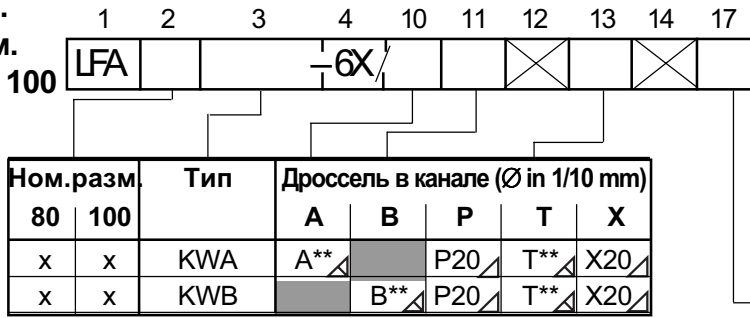 1 2 3 4 10 11 12 13 14 17
м.
100 LFA –6X/
Ном.разм. Тип Дроссель в канале (Ø in 1/10 mm)
80 100 A B P T X
x x KWA A** P20 T** X20
x x KWB B** P20 T** X20